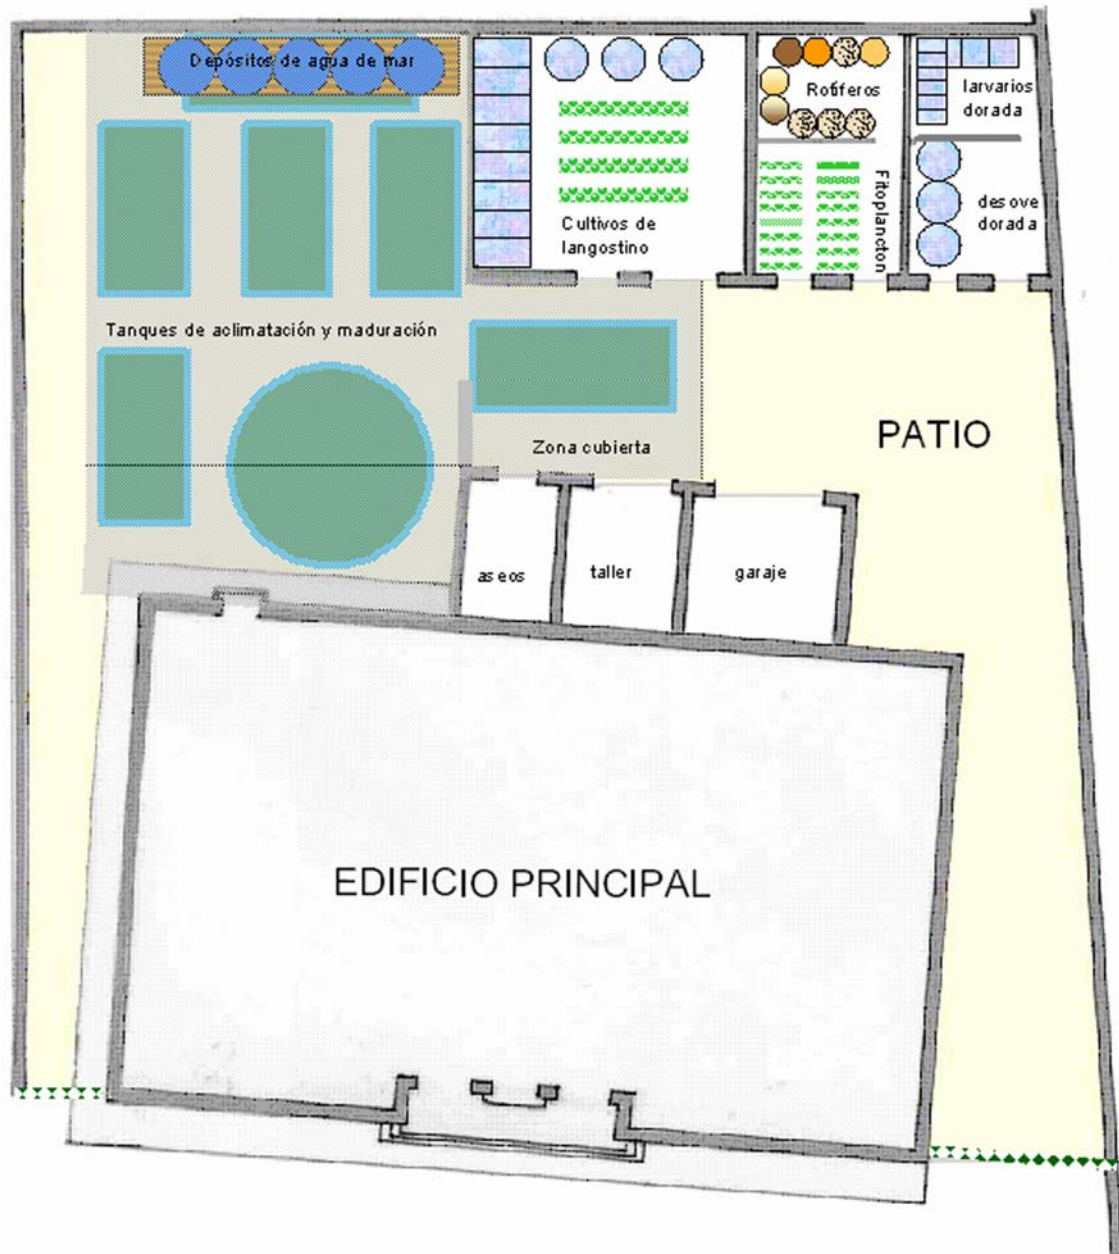 Depósitos de agua de mar
Rotíferos
larvarios
dorada
Fitoplancton
desove
dorada
Cultivos de
langostino
Tanques de aclimatación y maduración
Zona cubierta
PATIO
aseos
taller
garaje
EDIFICIO PRINCIPAL